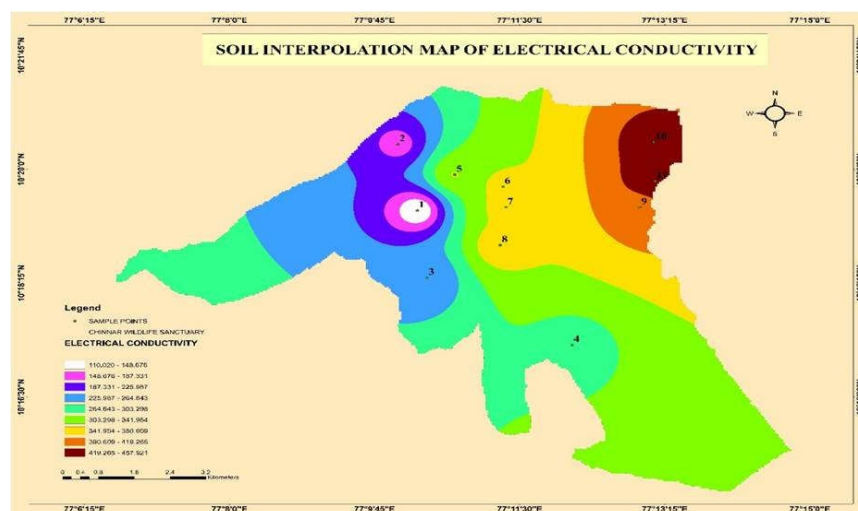 77°6'15"E 77°8'0"E 77°9'45"E 77°11'30"E 77°13'15"E 77°15'0"E
SOIL INTERPOLATION MAP OF ELECTRICAL CONDUCTIVITY
10°21'45"N
N
W E
S
10°20'0"N
2
5
6
7
1
8
3
4
9
10
10°18'15"N
10°16'30"N
Legend
SAMPLE POINTS
CHINNAR WILDLIFE SANCTUARY
ELECTRICAL CONDUCTIVITY
110.020 - 148.675
148.676 - 187.331
187.331 - 225.987
225.987 - 264.643
264.643 - 303.298
303.298 - 341.954
341.954 - 380.609
380.609 - 419.265
419.265 - 457.921
0 0.4 0.8 1.6 2.4 3.2
Kilometers
77°6'15"E 77°8'0"E 77°9'45"E 77°11'30"E 77°13'15"E 77°15'0"E